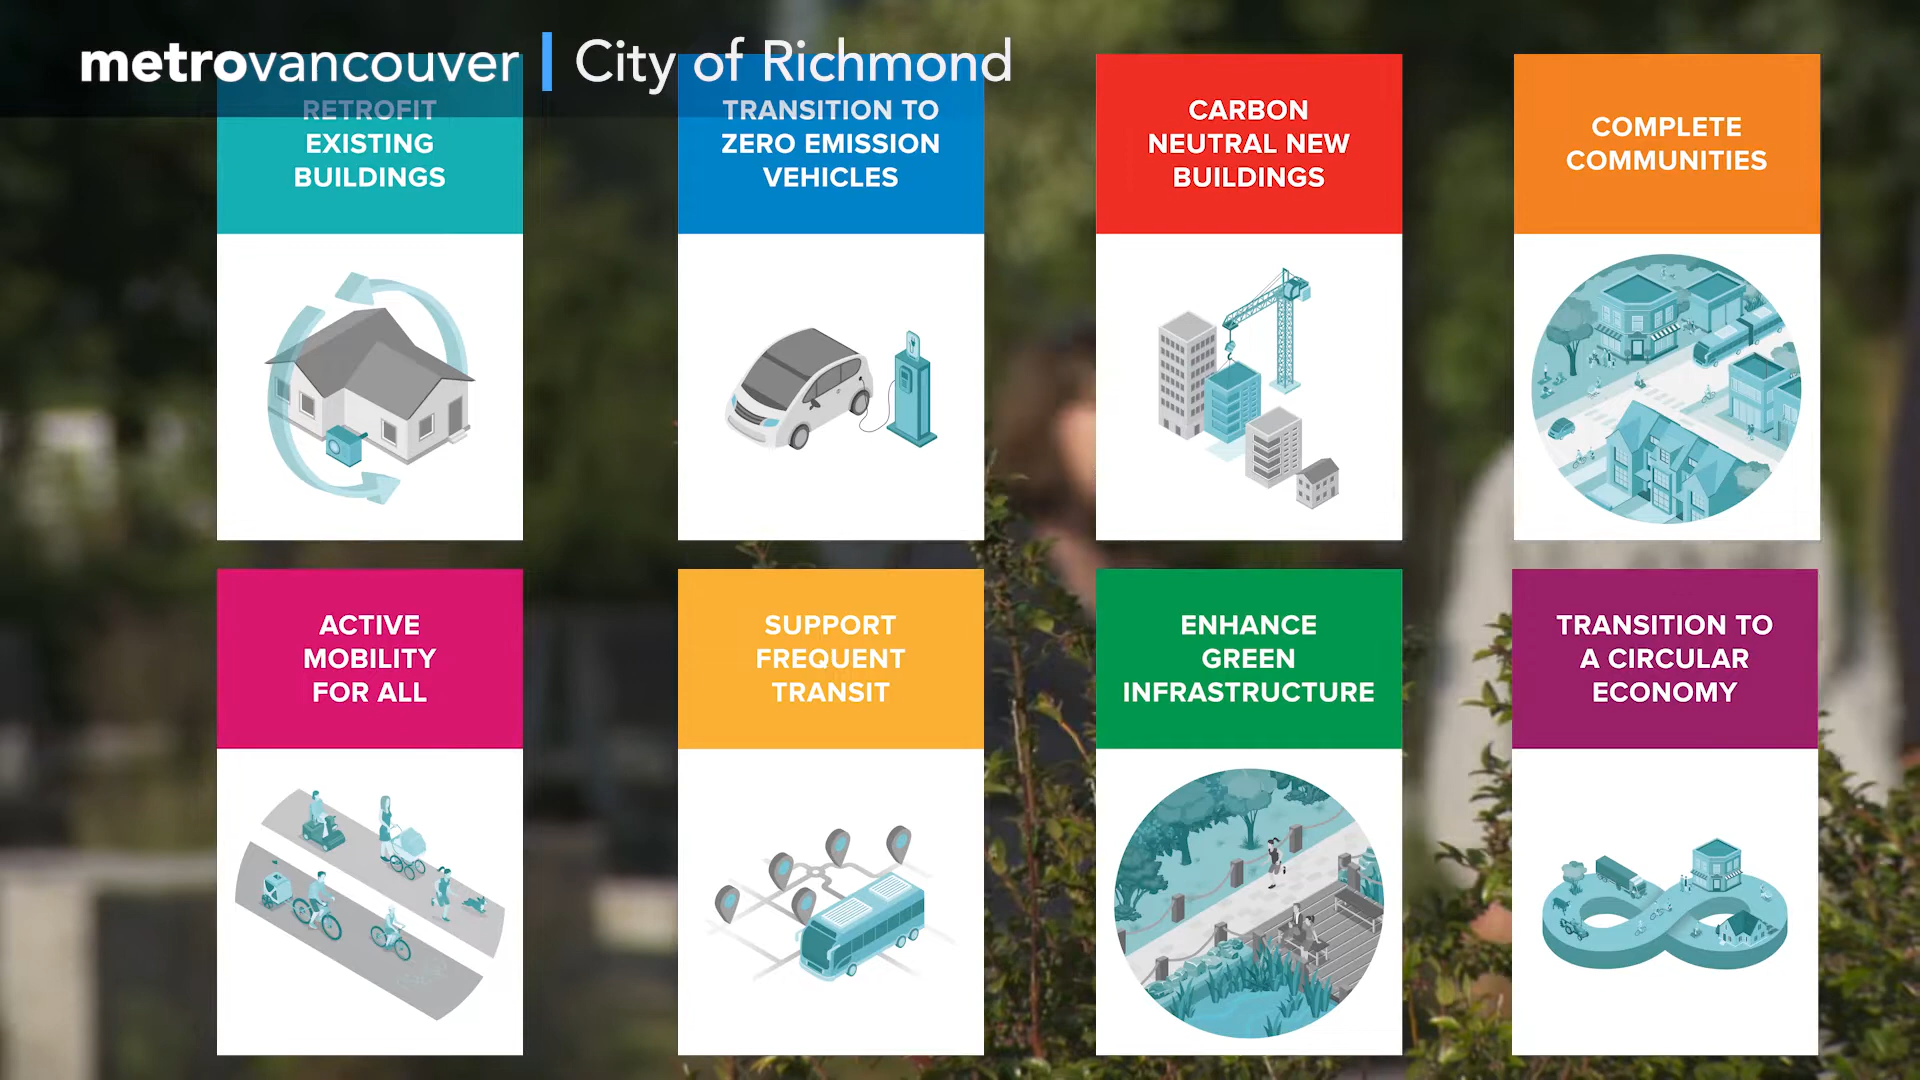 metrovancouver | City of Richmond
RETROFIT
EXISTING
BUILDINGS
TRANSITION TO
ZERO EMISSION
VEHICLES
CARBON
NEUTRAL NEW
BUILDINGS
COMPLETE
COMMUNITIES
ACTIVE
MOBILITY
FOR ALL
SUPPORT
FREQUENT
TRANSIT
ENHANCE
GREEN
INFRASTRUCTURE
TRANSITION TO
A CIRCULAR
ECONOMY